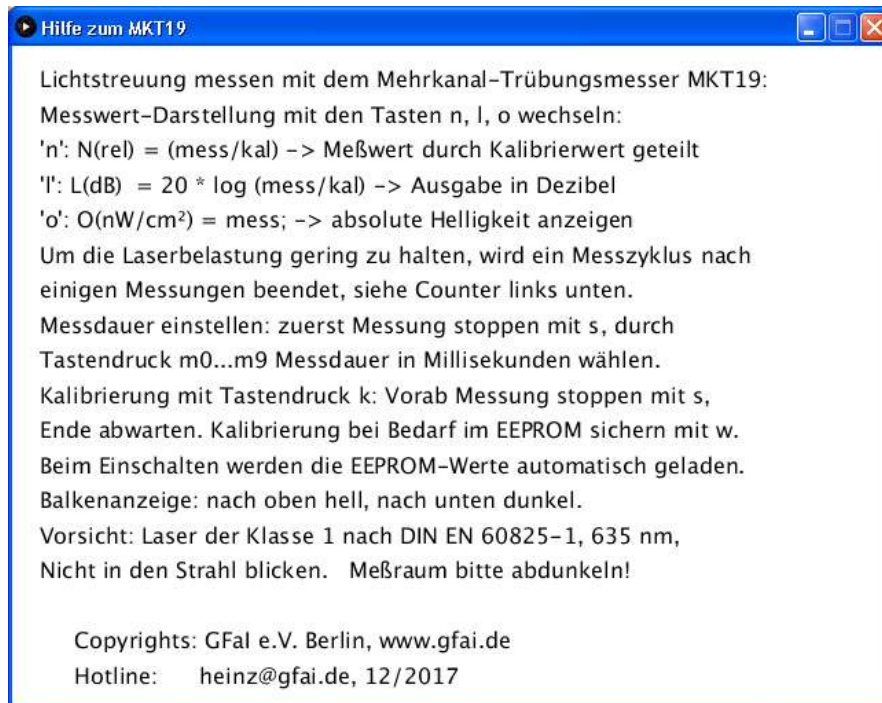 Hilfe zum MKT19
Lichtstreuung messen mit dem Mehrkanal-Trübungsmesser MKT19:
Messwert-Darstellung mit den Tasten n, l, o wechseln:
'n': N(rel) = (mess/kal) -> Meßwert durch Kalibrierwert geteilt
'l': L(dB) = 20 * log (mess/kal) -> Ausgabe in Dezibel
'o': O(nW/cm²) = mess; -> absolute Helligkeit anzeigen
Um die Laserbelastung gering zu halten, wird ein Messzyklus nach
einigen Messungen beendet, siehe Counter links unten.
Messdauer einstellen: zuerst Messung stoppen mit s, durch
Tastendruck m0...m9 Messdauer in Millisekunden wählen.
Kalibrierung mit Tastendruck k: Vorab Messung stoppen mit s,
Ende abwarten. Kalibrierung bei Bedarf im EEPROM sichern mit w.
Beim Einschalten werden die EEPROM-Werte automatisch geladen.
Balkenanzeige: nach oben hell, nach unten dunkel.
Vorsicht: Laser der Klasse 1 nach DIN EN 60825-1, 635 nm,
Nicht in den Strahl blicken. Meßraum bitte abdunkeln!
Copyrights: GFaI e.V. Berlin, www.gfai.de
Hotline: heinz@gfai.de, 12/2017